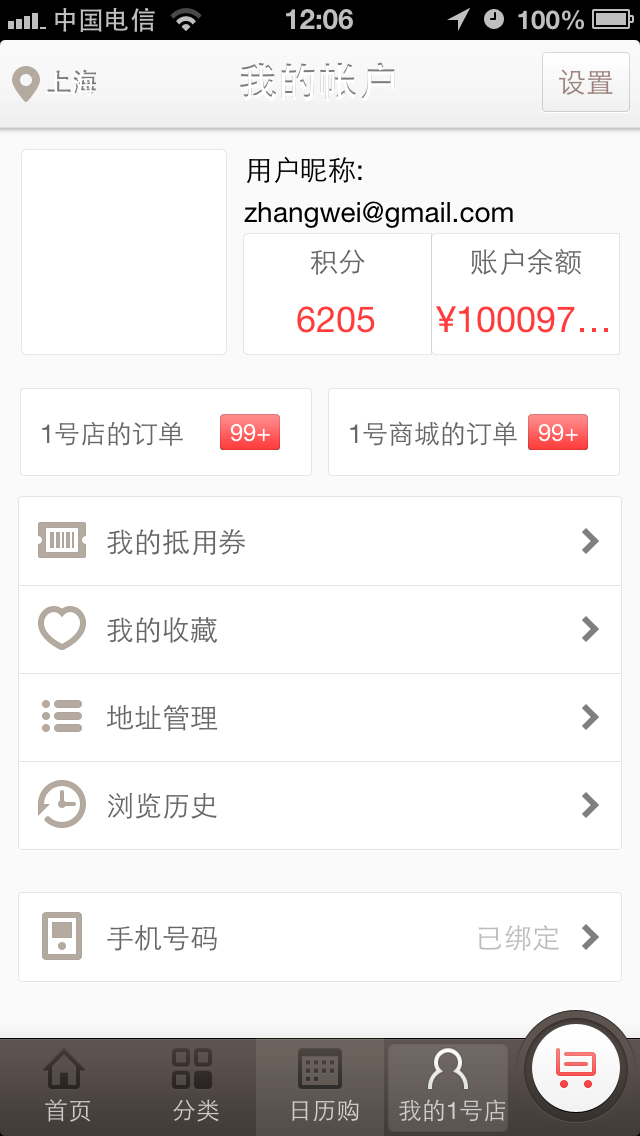 中国电信 12:06 100%
上海 我的帐户 设置
用户昵称:
zhangwei@gmail.com
积分 账户余额
6205 ¥100097...
1号店的订单 99+ 1号商城的订单 99+
我的抵用券
我的收藏
地址管理
浏览历史
手机号码 已绑定
首页 分类 日历购 我的1号店